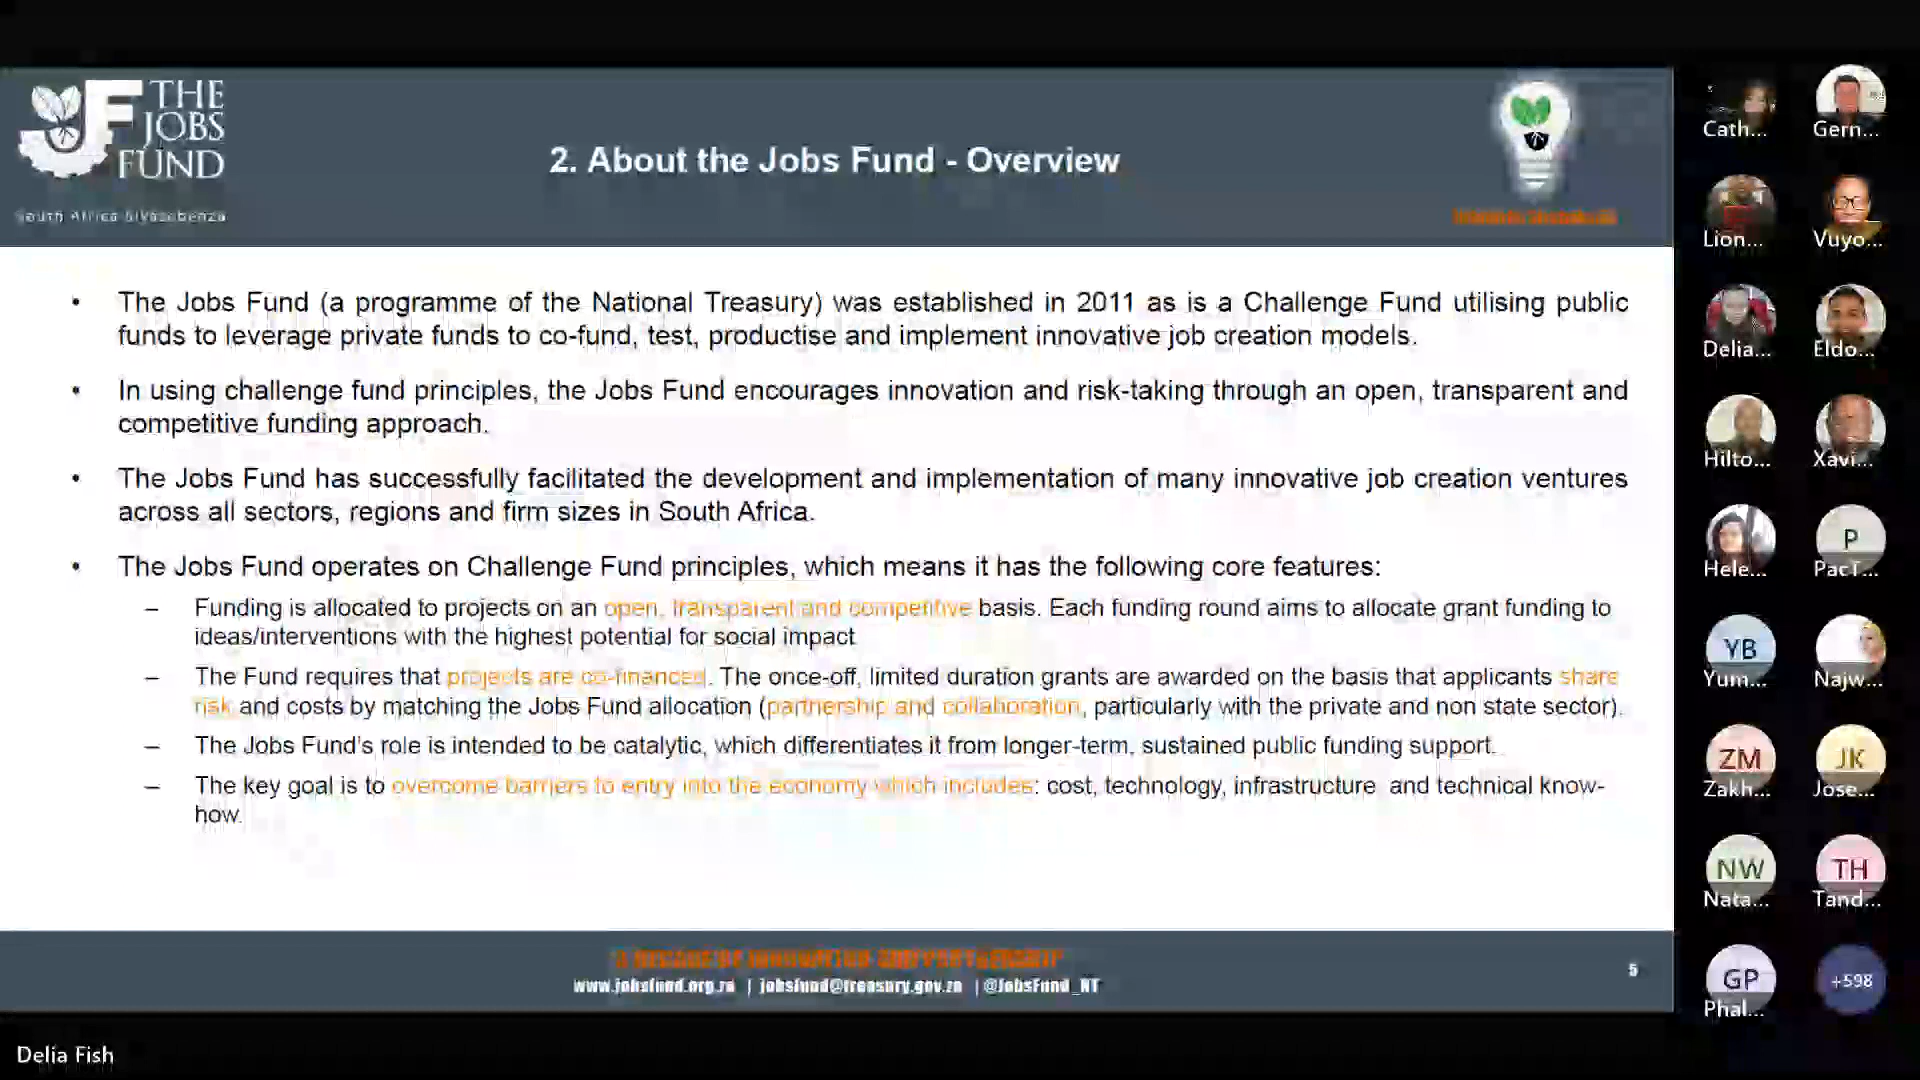 THE
JOBS
FUND
South Africa Siyasebenza
2. About the Jobs Fund - Overview
• The Jobs Fund (a programme of the National Treasury) was established in 2011 as is a Challenge Fund utilising public
funds to leverage private funds to co-fund, test, productise and implement innovative job creation models.
• In using challenge fund principles, the Jobs Fund encourages innovation and risk-taking through an open, transparent and
competitive funding approach.
• The Jobs Fund has successfully facilitated the development and implementation of many innovative job creation ventures
across all sectors, regions and firm sizes in South Africa.
• The Jobs Fund operates on Challenge Fund principles, which means it has the following core features:
– Funding is allocated to projects on an open, transparent and competitive basis. Each funding round aims to allocate grant funding to
ideas/interventions with the highest potential for social impact
– The Fund requires that projects are co-financed. The once-off, limited duration grants are awarded on the basis that applicants share
risk and costs by matching the Jobs Fund allocation (partnership and collaboration, particularly with the private and non state sector).
– The Jobs Fund's role is intended to be catalytic, which differentiates it from longer-term, sustained public funding support.
– The key goal is to overcome barriers to entry into the economy which includes: cost, technology, infrastructure and technical know-
how.
www.jobsfund.org.za | jobsfund@treasury.gov.za | @JobsFund_NT
5
Cath...
Gern...
Lion...
Vuyo...
Delia...
Eldo...
Hilto...
Xavi...
Hele...
P
PacT...
YB
Yum...
Najw...
ZM
Zakh...
JK
Jose...
NW
Nata...
TH
Tand...
GP
Phal...
+598
Delia Fish